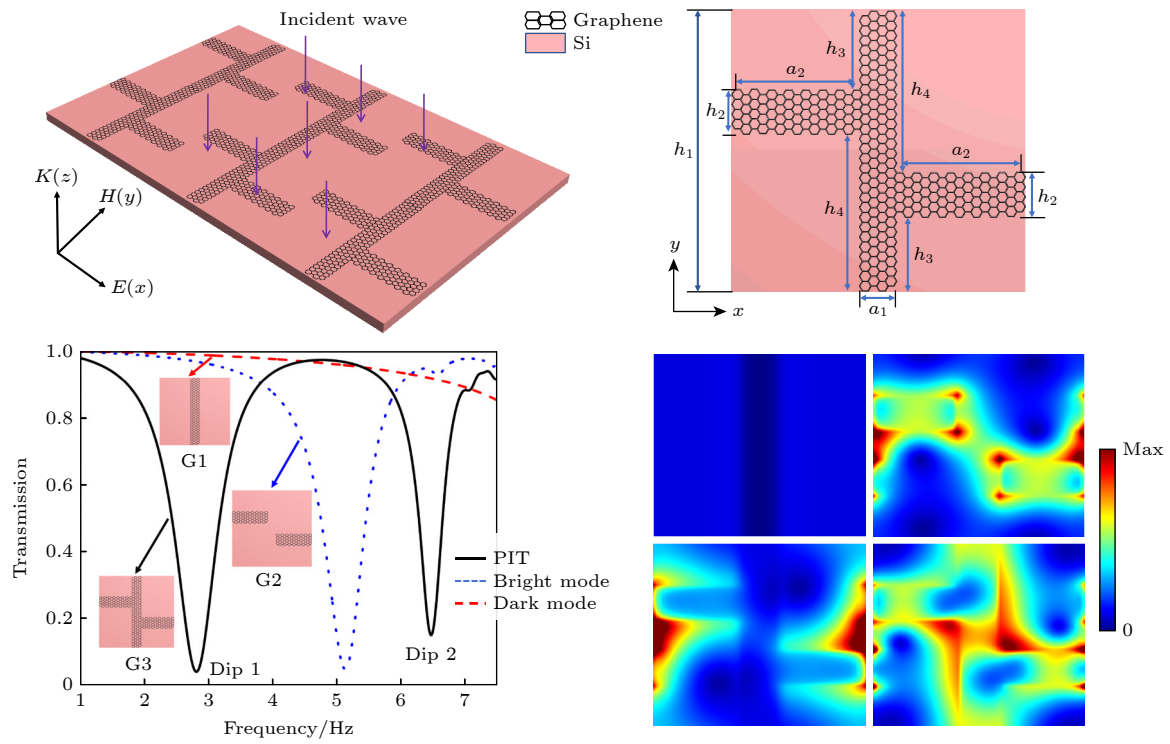 Incident wave
Graphene
Si
K(z)
H(y)
E(x)
h₃
a₂
h₄
h₂
h₁
a₂
h₄
h₂
h₃
y
x
a₁
1.0
0.8
0.6
0.4
0.2
0
Transmission
G1
G2
G3
Dip 1
Dip 2
PIT
Bright mode
Dark mode
1 2 3 4 5 6 7
Frequency/Hz
Max
0